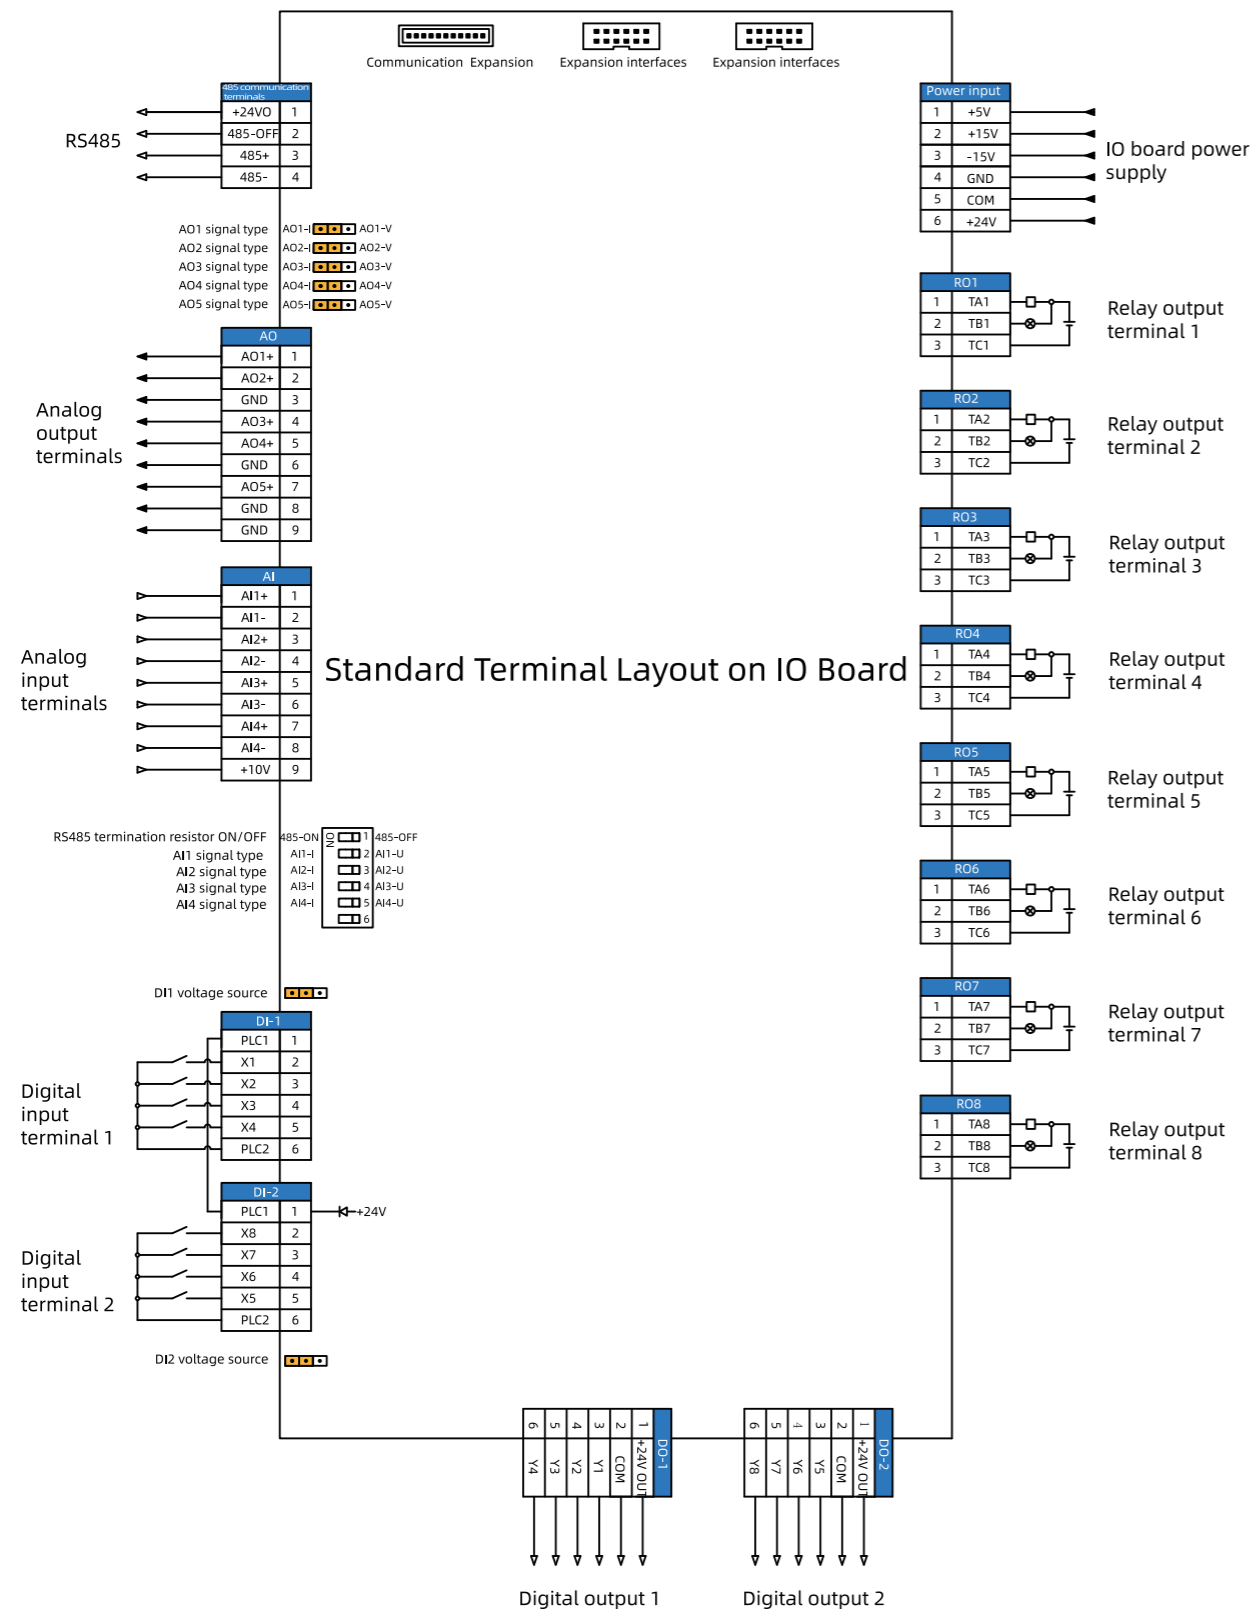 Communication Expansion
Expansion interfaces
Expansion interfaces
485 communication
terminals
+24VO 1
485-OFF 2
485+ 3
485- 4
RS485
Power input
1 +5V
2 +15V
3 -15V
4 GND
5 COM
6 +24V
IO board power
supply
AO1 signal type AO1-I AO1-V
AO2 signal type AO2-I AO2-V
AO3 signal type AO3-I AO3-V
AO4 signal type AO4-I AO4-V
AO5 signal type AO5-I AO5-V
AO
AO1+ 1
AO2+ 2
GND 3
AO3+ 4
AO4+ 5
GND 6
AO5+ 7
GND 8
GND 9
Analog
output
terminals
AI
AI1+ 1
AI1- 2
AI2+ 3
AI2- 4
AI3+ 5
AI3- 6
AI4+ 7
AI4- 8
+10V 9
Analog
input
terminals
Standard Terminal Layout on IO Board
RS485 termination resistor ON/OFF 485-ON ON 1 485-OFF
AI1 signal type AI1-I 2 AI1-U
AI2 signal type AI2-I 3 AI2-U
AI3 signal type AI3-I 4 AI3-U
AI4 signal type AI4-I 5 AI4-U
6
DI1 voltage source
DI-1
PLC1 1
X1 2
X2 3
X3 4
X4 5
PLC2 6
Digital
input
terminal 1
DI-2
PLC1 1 +24V
X8 2
X7 3
X6 4
X5 5
PLC2 6
Digital
input
terminal 2
DI2 voltage source
RO1
1 TA1
2 TB1
3 TC1
Relay output
terminal 1
RO2
1 TA2
2 TB2
3 TC2
Relay output
terminal 2
RO3
1 TA3
2 TB3
3 TC3
Relay output
terminal 3
RO4
1 TA4
2 TB4
3 TC4
Relay output
terminal 4
RO5
1 TA5
2 TB5
3 TC5
Relay output
terminal 5
RO6
1 TA6
2 TB6
3 TC6
Relay output
terminal 6
RO7
1 TA7
2 TB7
3 TC7
Relay output
terminal 7
RO8
1 TA8
2 TB8
3 TC8
Relay output
terminal 8
DO-1
1 +24V OUT
2 COM
3 Y1
4 Y2
5 Y3
6 Y4
Digital output 1
DO-2
1 +24V OUT
2 COM
3 Y5
4 Y6
5 Y7
6 Y8
Digital output 2